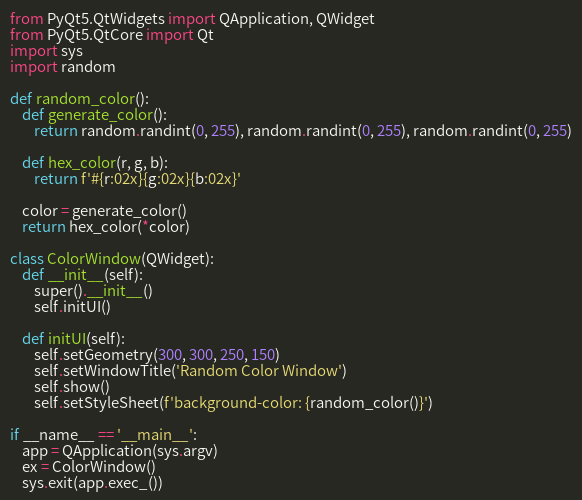 from PyQt5.QtWidgets import QApplication, QWidget
from PyQt5.QtCore import Qt
import sys
import random

def random_color():
    def generate_color():
        return random.randint(0, 255), random.randint(0, 255), random.randint(0, 255)

    def hex_color(r, g, b):
        return f'#{r:02x}{g:02x}{b:02x}'

    color = generate_color()
    return hex_color(*color)

class ColorWindow(QWidget):
    def __init__(self):
        super().__init__()
        self.initUI()

    def initUI(self):
        self.setGeometry(300, 300, 250, 150)
        self.setWindowTitle('Random Color Window')
        self.show()
        self.setStyleSheet(f'background-color: {random_color()}')

if __name__ == '__main__':
    app = QApplication(sys.argv)
    ex = ColorWindow()
    sys.exit(app.exec_())